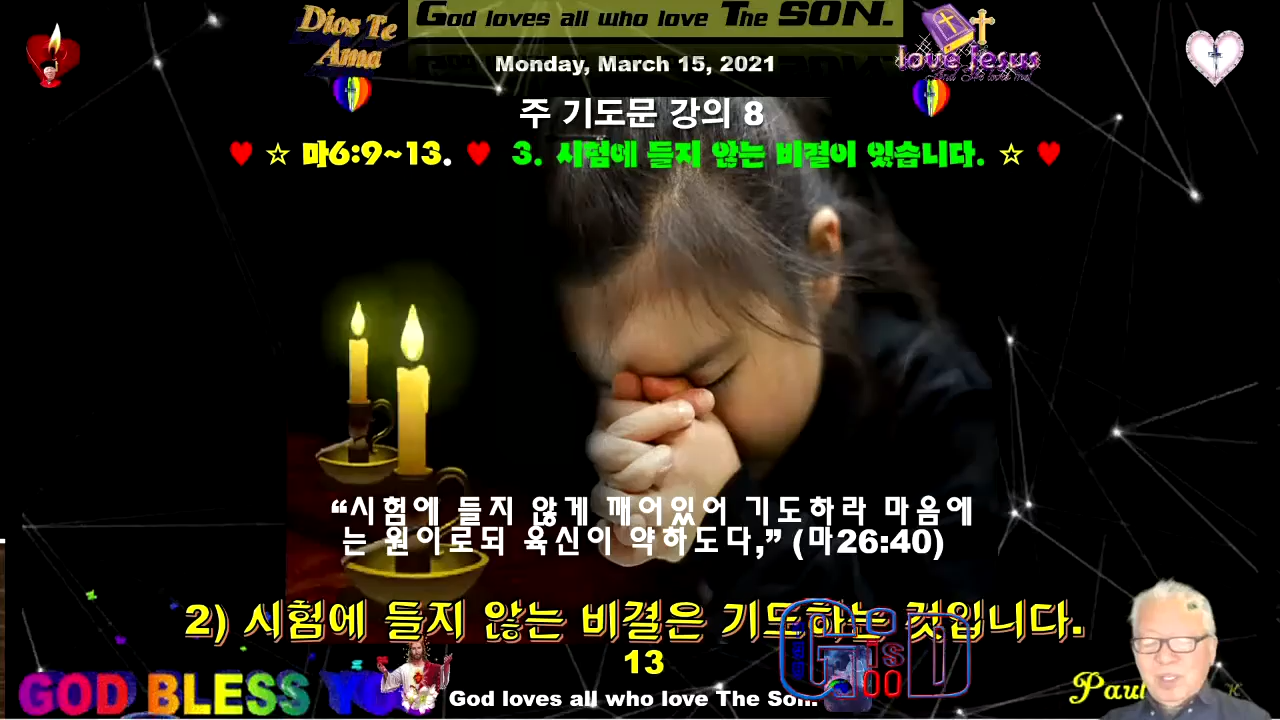 God loves all who love The SON.
Dios Te
Ama
love Jesus
Monday, March 15, 2021
주 기도문 강의 8
♥ ☆ 마6:9~13. ♥ 3. 시험에 들지 않는 비결이 있습니다. ☆ ♥
“시험에 들지 않게 깨어있어 기도하라 마음에
는 원이로되 육신이 약하도다,” (마26:40)
2) 시험에 들지 않는 비결은 기도하는 것입니다.
13
GOD BLESS
God loves all who love The Son.
GOD
is
Paul K